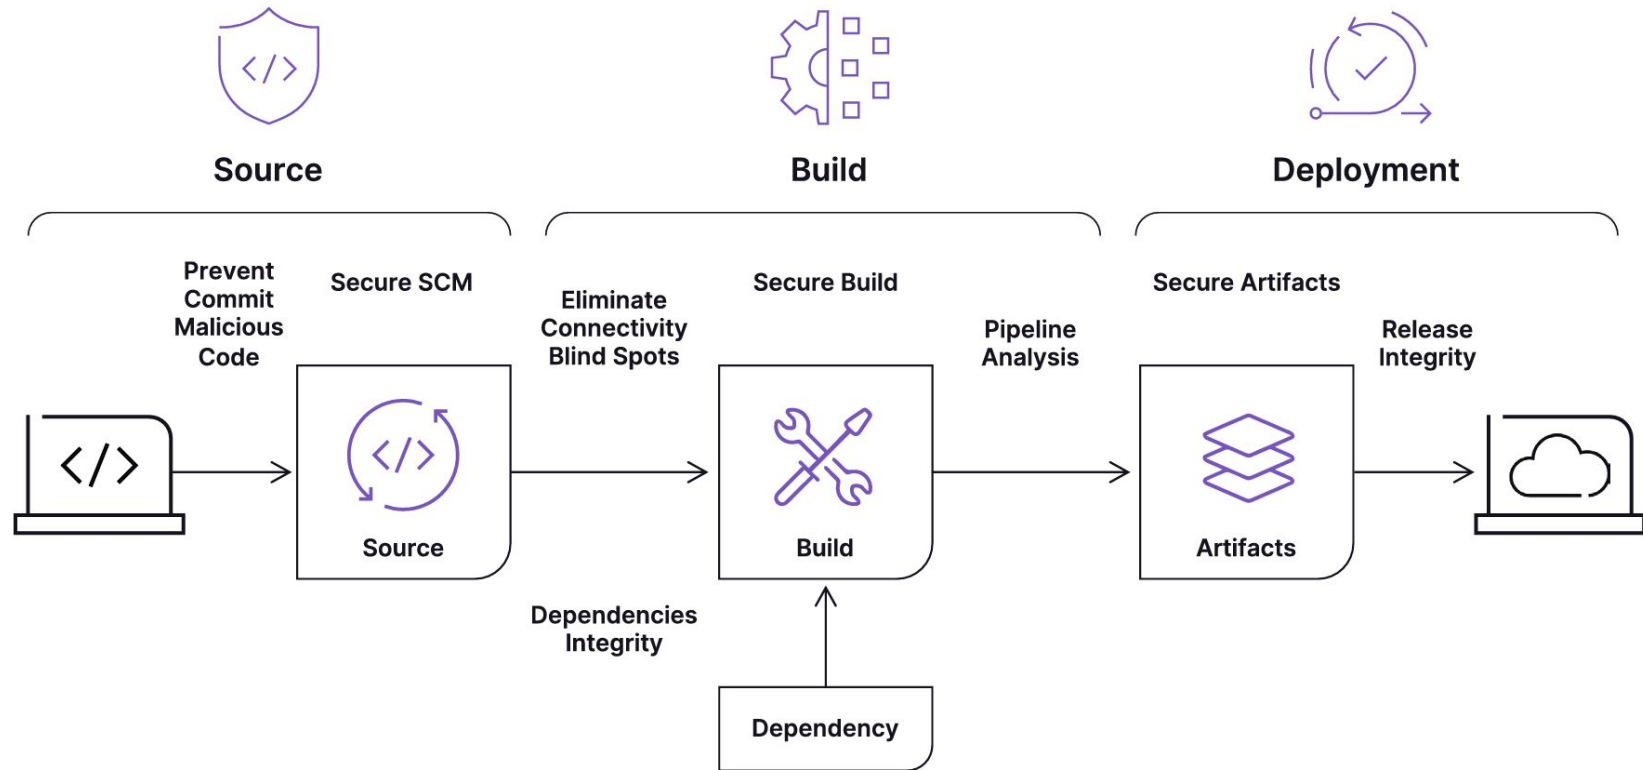 Source
Build
Deployment
Prevent
Commit
Malicious
Code
Secure SCM
Eliminate
Connectivity
Blind Spots
Secure Build
Pipeline
Analysis
Secure Artifacts
Release
Integrity
</>
</>
</>
Source
Build
Artifacts
Dependencies
Integrity
Dependency